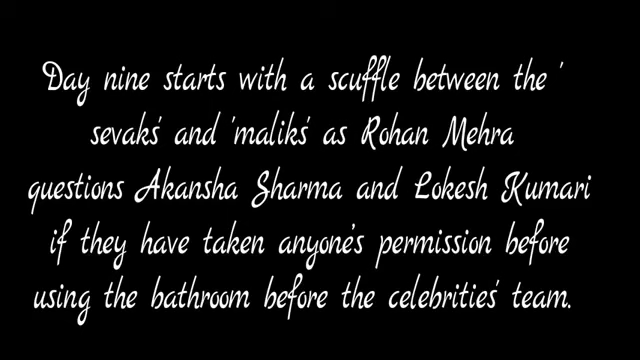 Day nine starts with a scuffle between the '
sevaks' and 'maliks' as Rohan Mehra
questions Akansha Sharma and Lokesh Kumari
if they have taken anyone's permission before
using the bathroom before the celebrities' team.